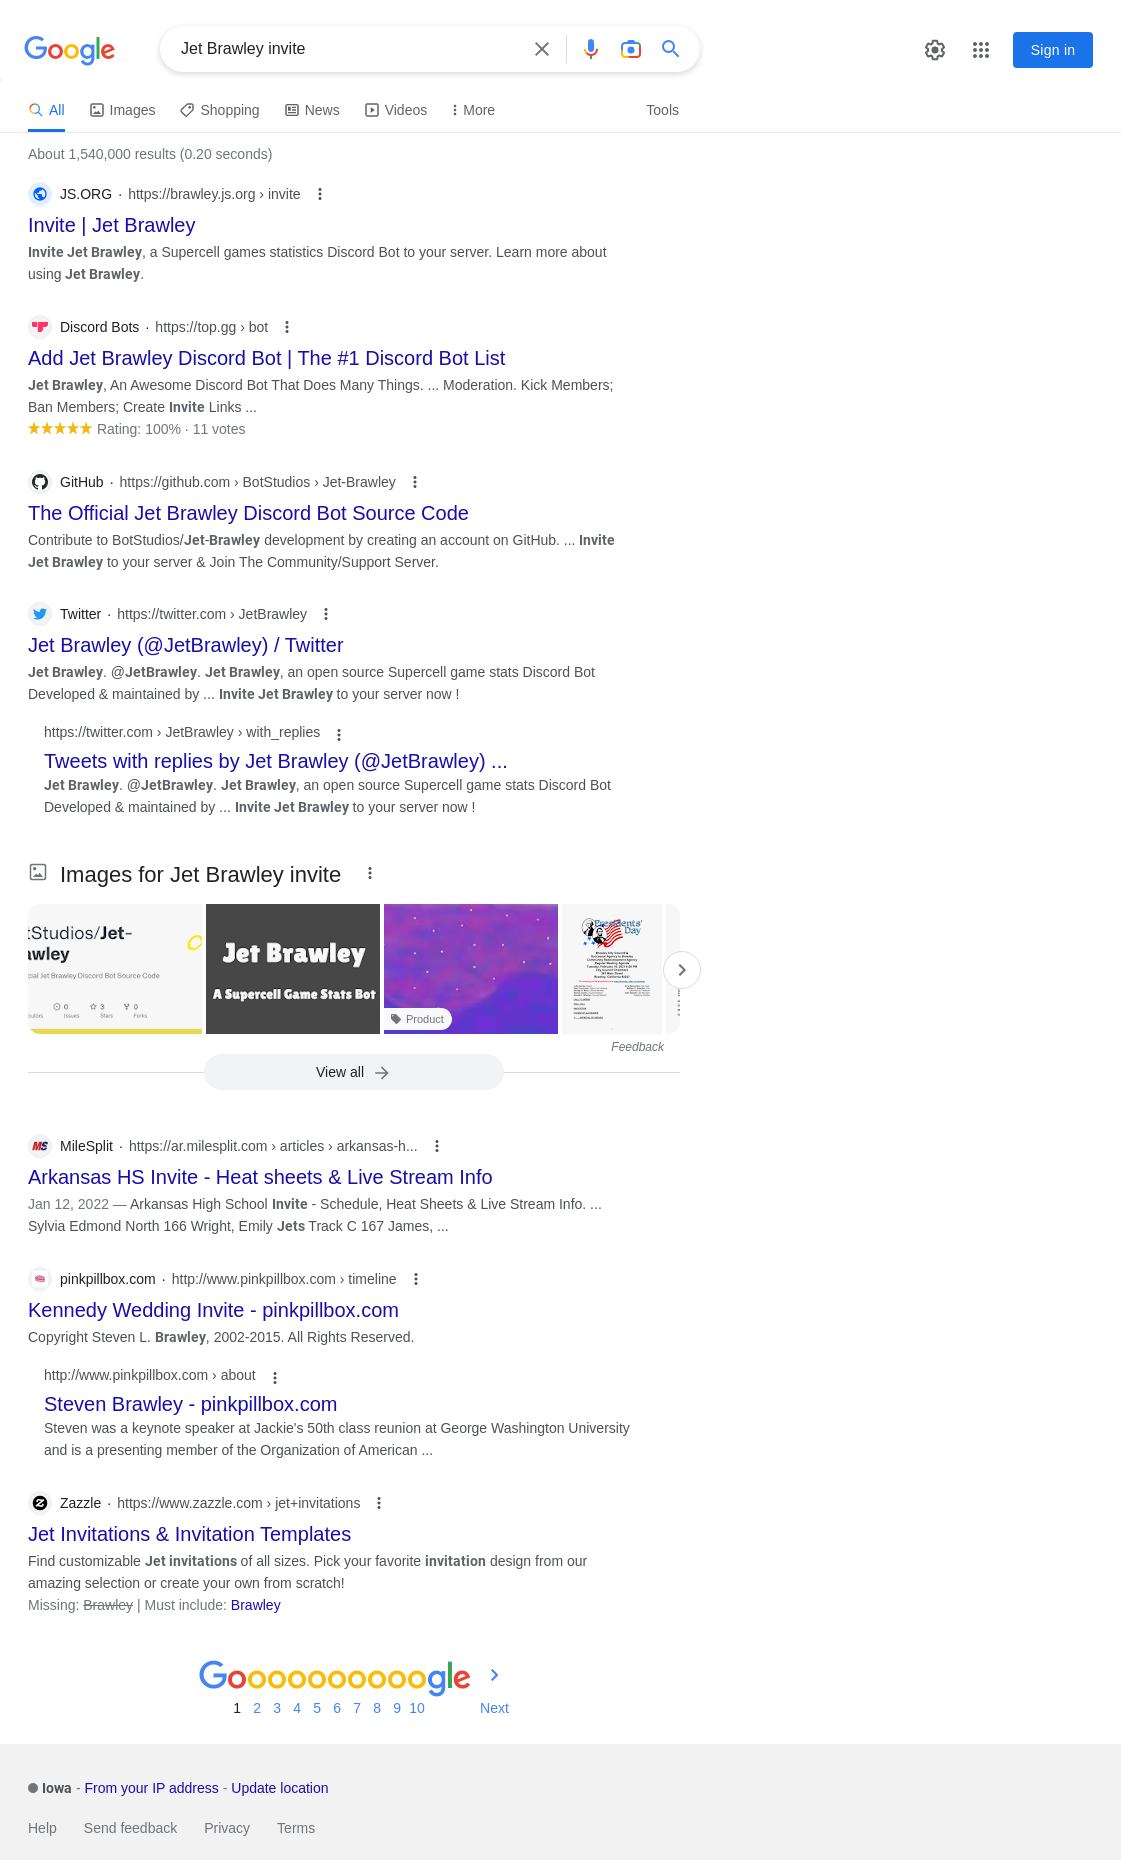 Google
Jet Brawley invite
Sign in
All
Images
Shopping
News
Videos
More
Tools
About 1,540,000 results (0.20 seconds)
JS.ORG · https://brawley.js.org › invite
Invite | Jet Brawley
Invite Jet Brawley, a Supercell games statistics Discord Bot to your server. Learn more about
using Jet Brawley.
Discord Bots · https://top.gg › bot
Add Jet Brawley Discord Bot | The #1 Discord Bot List
Jet Brawley, An Awesome Discord Bot That Does Many Things. ... Moderation. Kick Members;
Ban Members; Create Invite Links ...
Rating: 100% · 11 votes
GitHub · https://github.com › BotStudios › Jet-Brawley
The Official Jet Brawley Discord Bot Source Code
Contribute to BotStudios/Jet-Brawley development by creating an account on GitHub. ... Invite
Jet Brawley to your server & Join The Community/Support Server.
Twitter · https://twitter.com › JetBrawley
Jet Brawley (@JetBrawley) / Twitter
Jet Brawley. @JetBrawley. Jet Brawley, an open source Supercell game stats Discord Bot
Developed & maintained by ... Invite Jet Brawley to your server now !
https://twitter.com › JetBrawley › with_replies
Tweets with replies by Jet Brawley (@JetBrawley) ...
Jet Brawley. @JetBrawley. Jet Brawley, an open source Supercell game stats Discord Bot
Developed & maintained by ... Invite Jet Brawley to your server now !
Images for Jet Brawley invite
tStudios/Jet-
awley
cial Jet Brawley Discord Bot Source Code
0
3
0
butors
Issues
Stars
Forks
Jet Brawley
A Supercell Game Stats Bot
Product
Presidents'
Day
Feedback
View all
MS
MileSplit · https://ar.milesplit.com › articles › arkansas-h...
Arkansas HS Invite - Heat sheets & Live Stream Info
Jan 12, 2022 — Arkansas High School Invite - Schedule, Heat Sheets & Live Stream Info. ...
Sylvia Edmond North 166 Wright, Emily Jets Track C 167 James, ...
pinkpillbox.com · http://www.pinkpillbox.com › timeline
Kennedy Wedding Invite - pinkpillbox.com
Copyright Steven L. Brawley, 2002-2015. All Rights Reserved.
http://www.pinkpillbox.com › about
Steven Brawley - pinkpillbox.com
Steven was a keynote speaker at Jackie's 50th class reunion at George Washington University
and is a presenting member of the Organization of American ...
Zazzle · https://www.zazzle.com › jet+invitations
Jet Invitations & Invitation Templates
Find customizable Jet invitations of all sizes. Pick your favorite invitation design from our
amazing selection or create your own from scratch!
Missing: Brawley | Must include: Brawley
Goooooooooogle
1 2 3 4 5 6 7 8 9 10 Next
Iowa - From your IP address - Update location
Help
Send feedback
Privacy
Terms